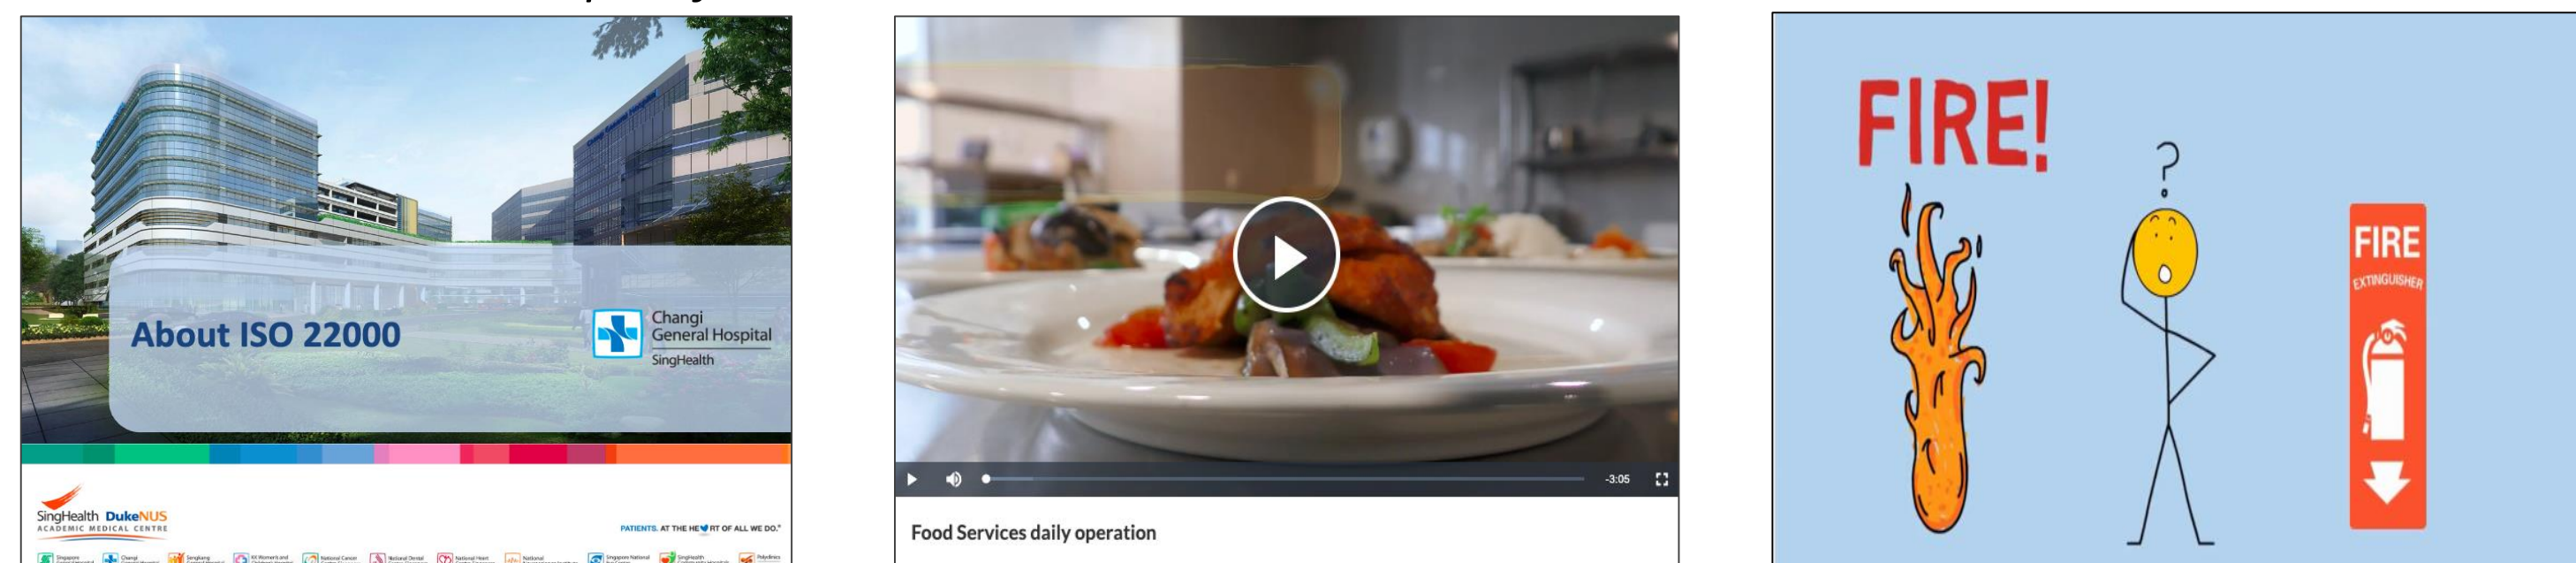 About ISO 22000
Changi
General Hospital
SingHealth
SingHealth DukeNUS
ACADEMIC MEDICAL CENTRE
PATIENTS. AT THE HE RT OF ALL WE DO.®
-3:05
Food Services daily operation
FIRE!
?
FIRE
EXTINGUISHER